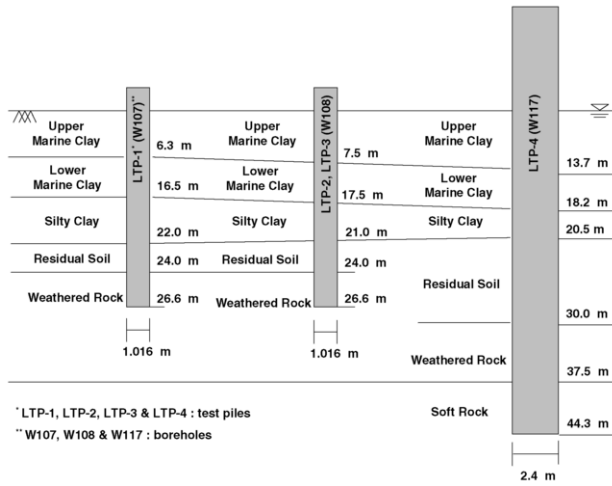 LTP-1* (W107)**
LTP-2, LTP-3 (W108)
LTP-4 (W117)
Upper
Marine Clay
6.3 m
Upper
Marine Clay
7.5 m
Upper
Marine Clay
13.7 m
Lower
Marine Clay
16.5 m
Lower
Marine Clay
17.5 m
Lower
Marine Clay
18.2 m
Silty Clay
22.0 m
Silty Clay
21.0 m
Silty Clay
20.5 m
Residual Soil
24.0 m
Residual Soil
24.0 m
Residual Soil
30.0 m
Weathered Rock
26.6 m
Weathered Rock
26.6 m
Weathered Rock
37.5 m
1.016 m
1.016 m
Soft Rock
44.3 m
2.4 m
* LTP-1, LTP-2, LTP-3 & LTP-4 : test piles
** W107, W108 & W117 : boreholes